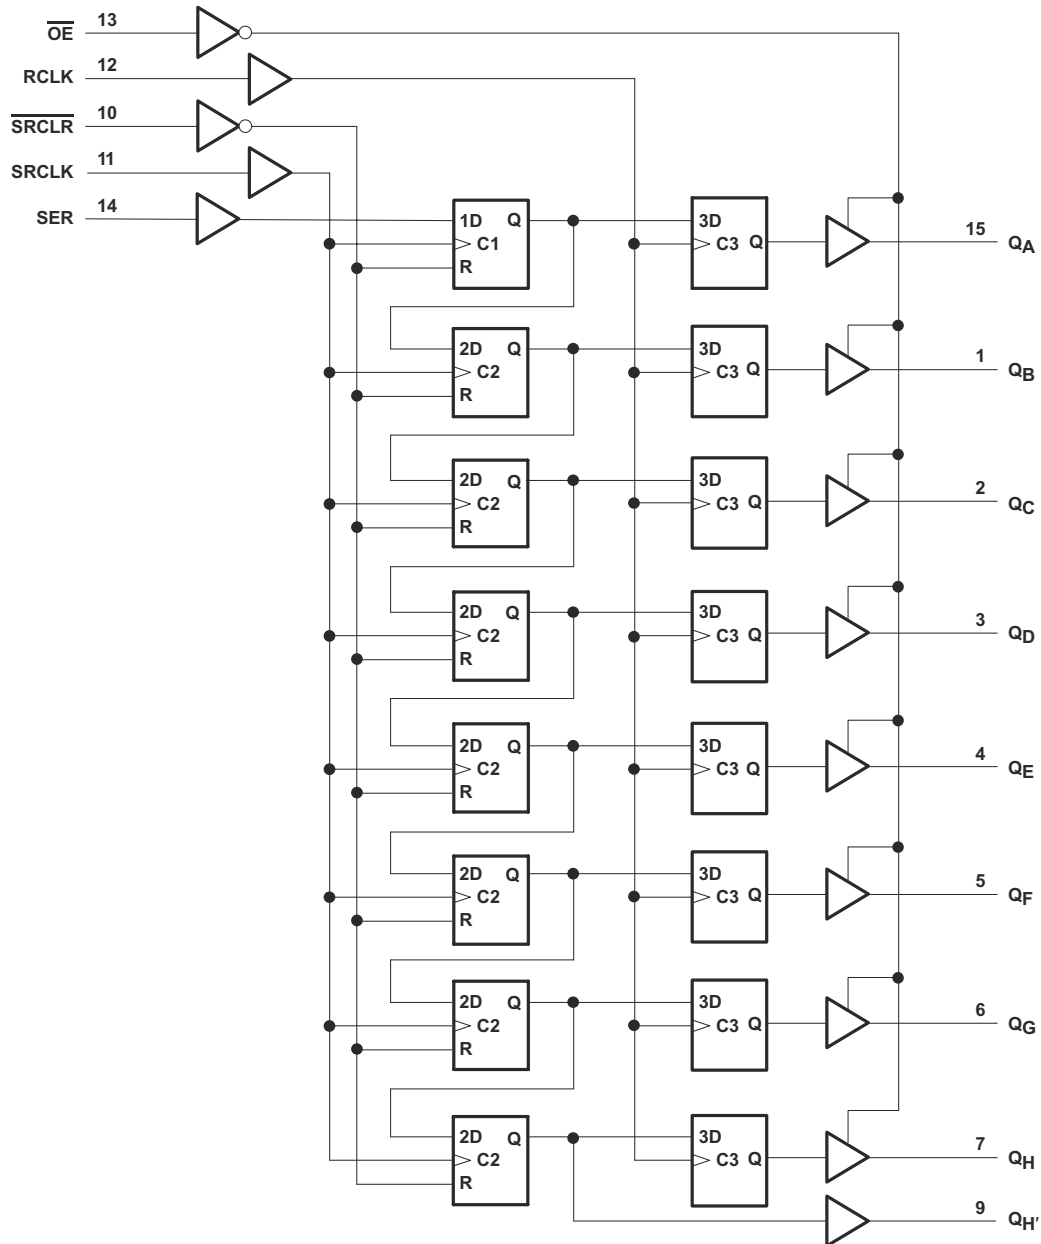 OE 13
RCLK 12
SRCLR 10
SRCLK 11
SER 14
1D Q
C1
R
3D
C3 Q
15 QA
2D Q
C2
R
3D
C3 Q
1 QB
2D Q
C2
R
3D
C3 Q
2 QC
2D Q
C2
R
3D
C3 Q
3 QD
2D Q
C2
R
3D
C3 Q
4 QE
2D Q
C2
R
3D
C3 Q
5 QF
2D Q
C2
R
3D
C3 Q
6 QG
2D Q
C2
R
3D
C3 Q
7 QH
9 QH′